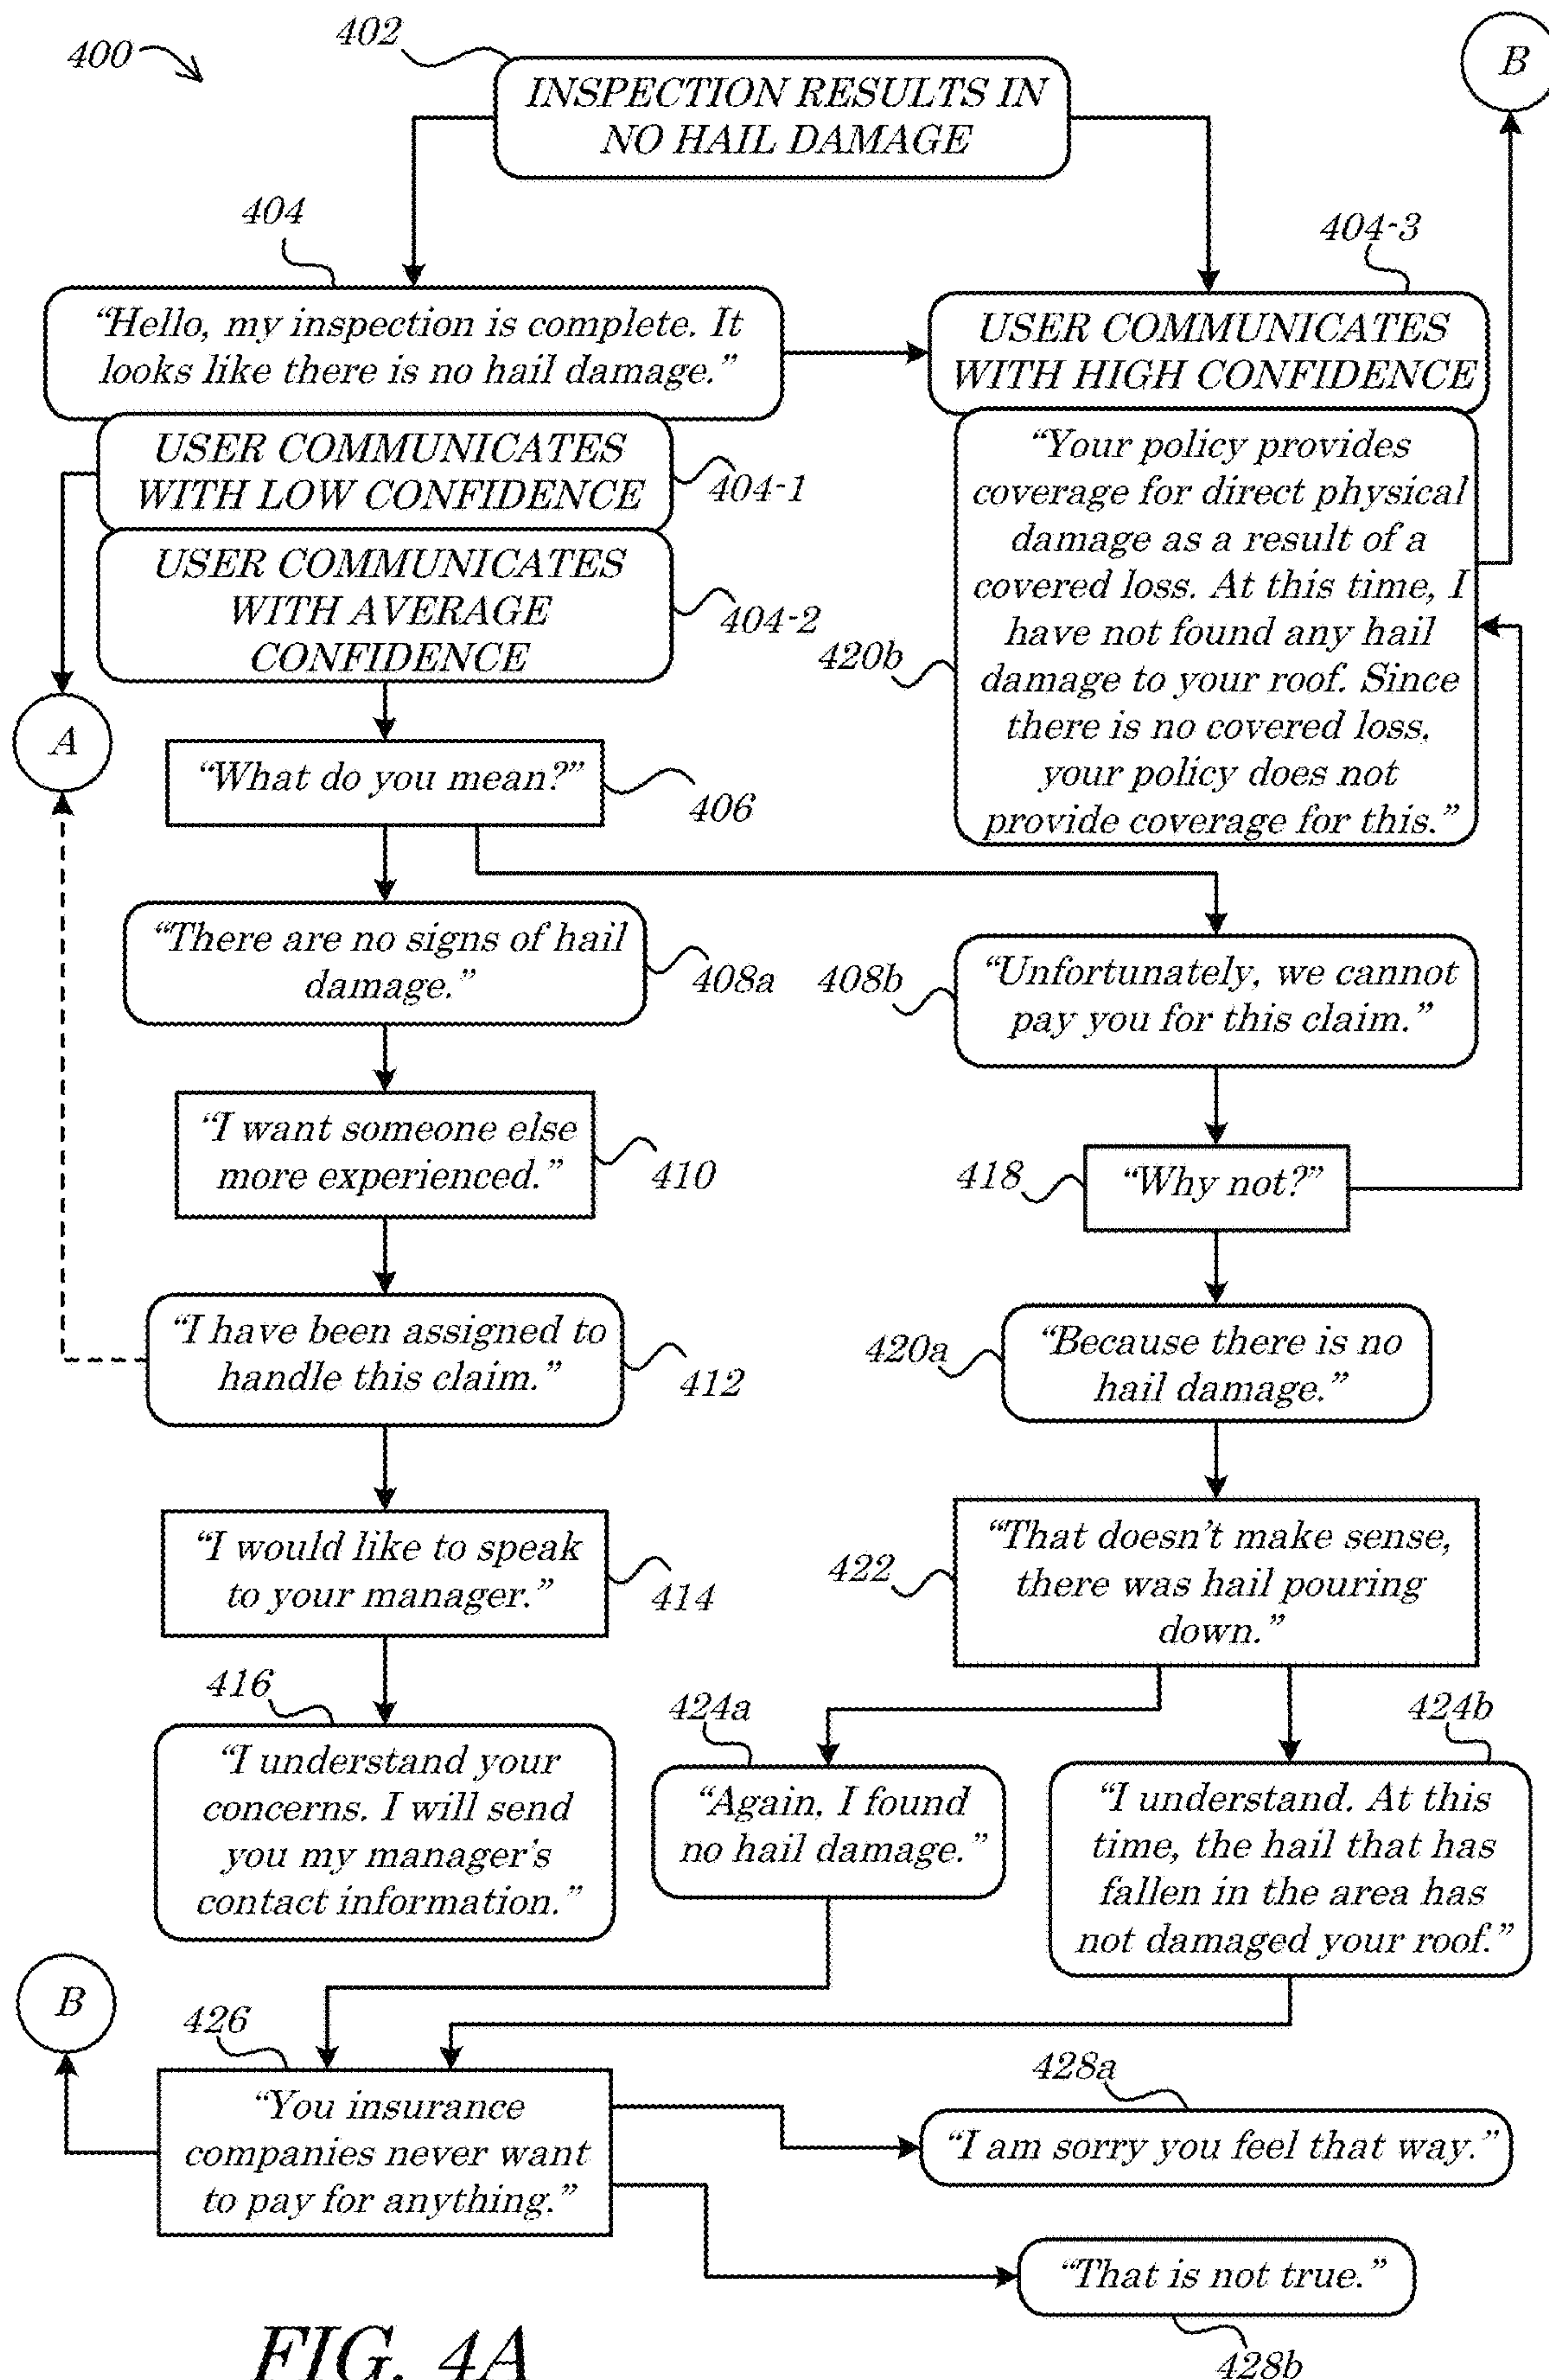 400
402
INSPECTION RESULTS IN
NO HAIL DAMAGE
B
404
“Hello, my inspection is complete. It
looks like there is no hail damage.”
404-3
USER COMMUNICATES
WITH HIGH CONFIDENCE
USER COMMUNICATES
WITH LOW CONFIDENCE
404-1
USER COMMUNICATES
WITH AVERAGE
CONFIDENCE
404-2
420b
“Your policy provides
coverage for direct physical
damage as a result of a
covered loss. At this time, I
have not found any hail
damage to your roof. Since
there is no covered loss,
your policy does not
provide coverage for this.”
A
“What do you mean?”
406
“There are no signs of hail
damage.”
408a
408b
“Unfortunately, we cannot
pay you for this claim.”
“I want someone else
more experienced.”
410
418
“Why not?”
“I have been assigned to
handle this claim.”
412
420a
“Because there is no
hail damage.”
“I would like to speak
to your manager.”
414
422
“That doesn’t make sense,
there was hail pouring
down.”
416
“I understand your
concerns. I will send
you my manager’s
contact information.”
424a
“Again, I found
no hail damage.”
424b
“I understand. At this
time, the hail that has
fallen in the area has
not damaged your roof.”
B
426
“You insurance
companies never want
to pay for anything.”
428a
“I am sorry you feel that way.”
“That is not true.”
428b
FIG. 4A